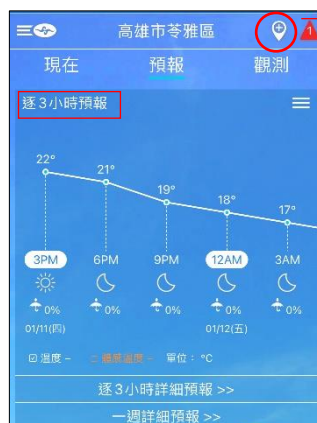 高雄市苓雅區
1
現在 預報 觀測
逐3小時預報
22° 21° 19° 18° 17°
3PM 6PM 9PM 12AM 3AM
0% 0% 0% 0% 0%
01/11(四) 01/12(五)
溫度 體感溫度 單位: °C
逐3小時詳細預報 >>
一週詳細預報 >>